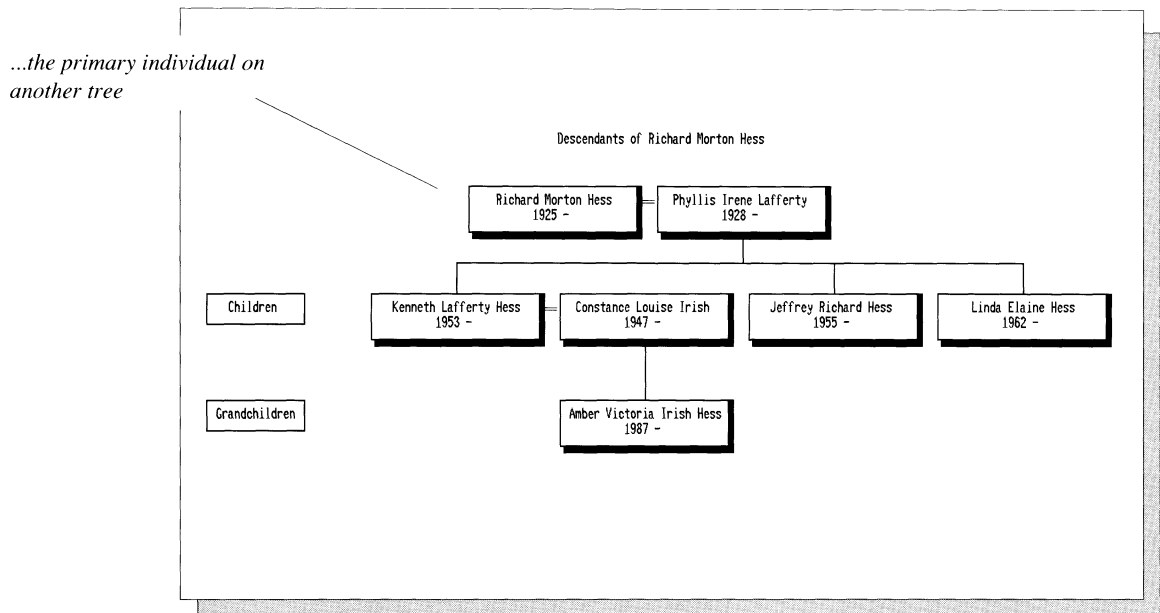 ...the primary individual on
another tree
Descendants of Richard Morton Hess
Richard Morton Hess
1925 -
Phyllis Irene Lafferty
1928 -
Children
Kenneth Lafferty Hess
1953 -
Constance Louise Irish
1947 -
Jeffrey Richard Hess
1955 -
Linda Elaine Hess
1962 -
Grandchildren
Amber Victoria Irish Hess
1987 -